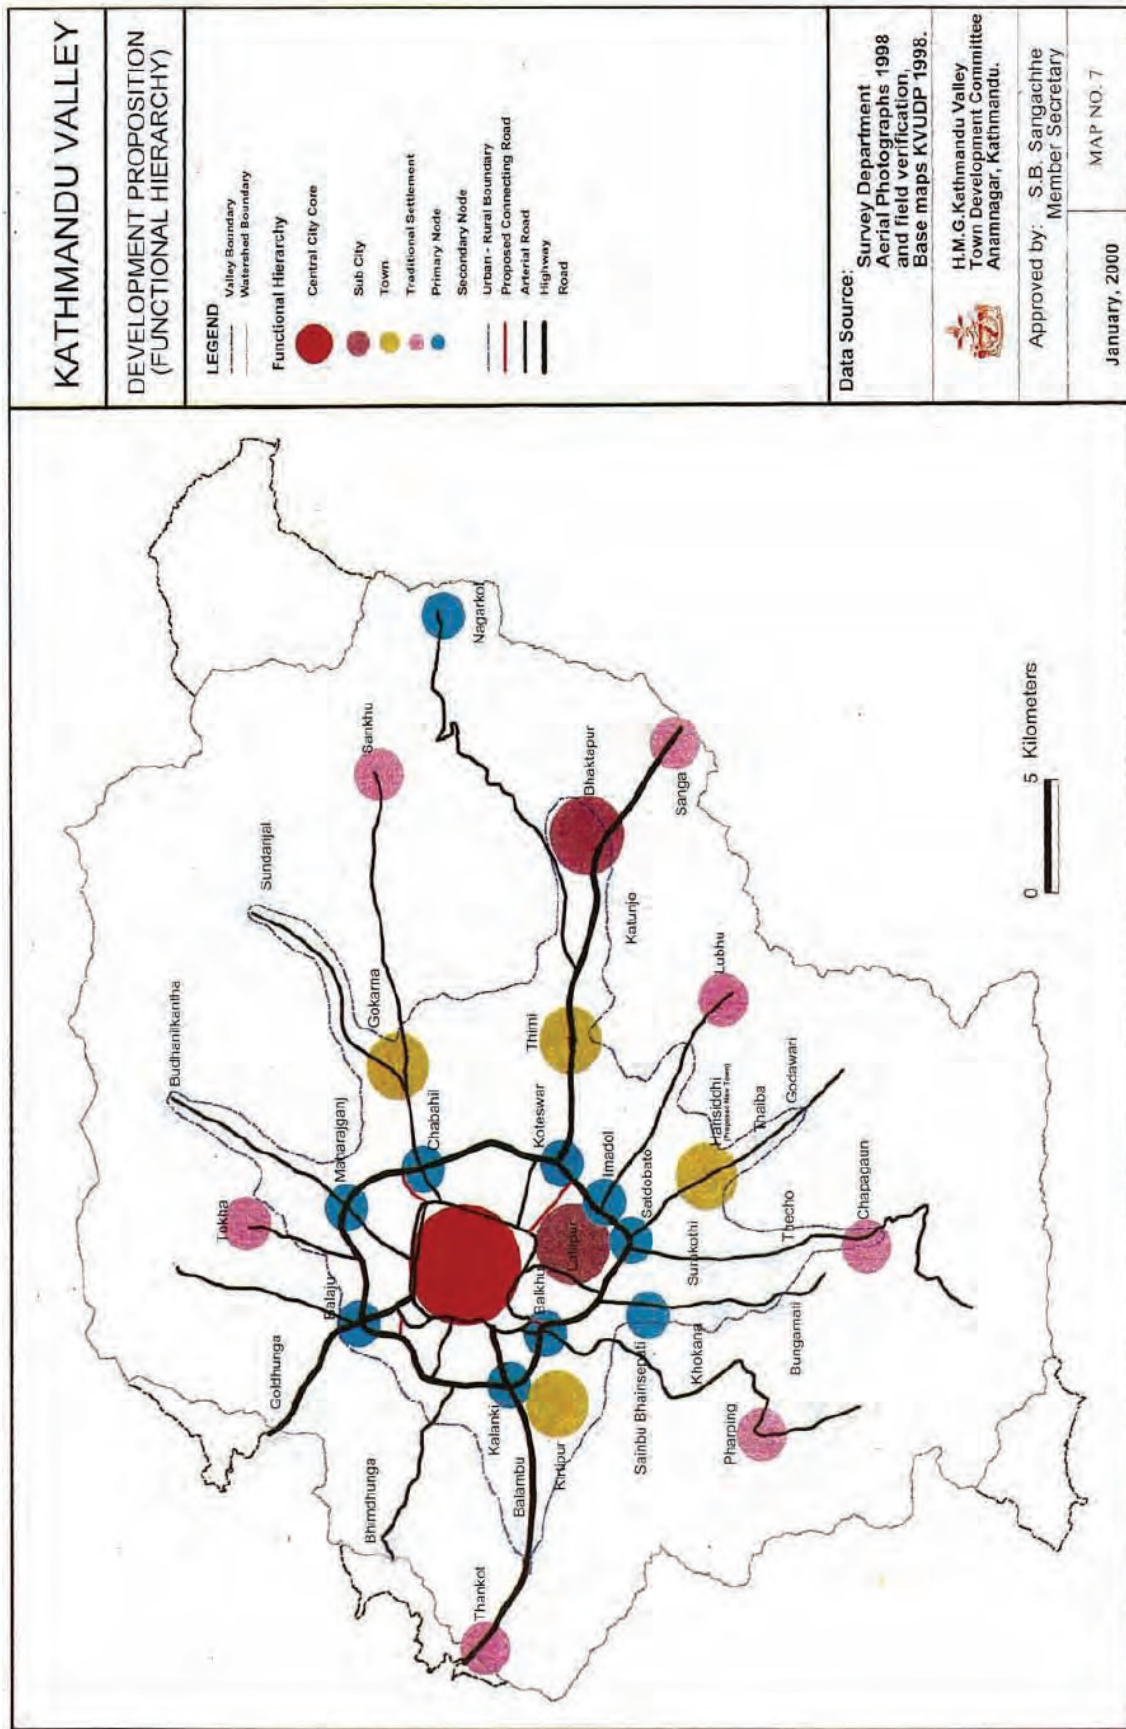 KATHMANDU VALLEY
DEVELOPMENT PROPOSITION
(FUNCTIONAL HIERARCHY)
LEGEND
Valley Boundary
Watershed Boundary
Functional Hierarchy
Central City Core
Sub City
Town
Traditional Settlement
Primary Node
Secondary Node
Urban - Rural Boundary
Proposed Connecting Road
Arterial Road
Highway
Road
Data Source:
Survey Department
Aerial Photographs 1998
and field verification,
Base maps KVUDP 1998.
H.M.G.Kathmandu Valley
Town Development Committee
Anamnagar, Kathmandu.
Approved by: S.B. Sangachhe
Member Secretary
January, 2000
MAP NO. 7
Nagarkot
Sankhu
Sundarijal
Bhaktapur
Sanga
Katunje
Budhanilkantha
Gokarna
Thimi
Lubhu
Tokha
Maharajganj
Chabahil
Koteswar
Imadol
Satdobato
Harisiddhi
(Proposed New Town)
Thaiba
Godawari
Goldhunga
Balaju
Lalitpur
Balkhu
Sunakothi
Thecho
Chapagaun
Bhimdhunga
Kalanki
Balambu
Kirtipur
Sainbu Bhainsepati
Khokana
Bungamati
Pharping
Thankot
0 5 Kilometers